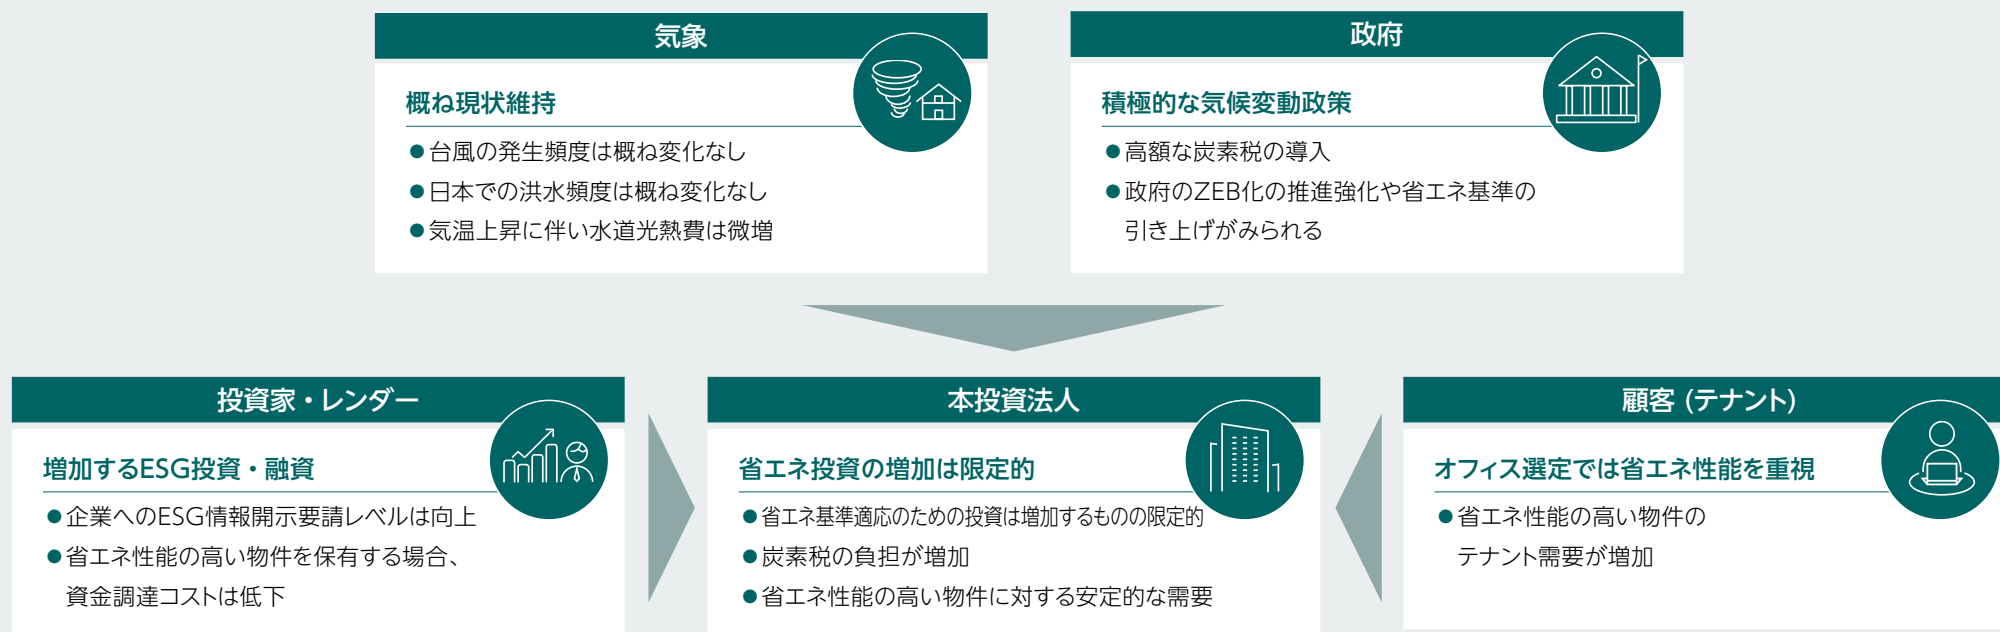 気象
概ね現状維持
●台風の発生頻度は概ね変化なし
●日本での洪水頻度は概ね変化なし
●気温上昇に伴い水道光熱費は微増
政府
積極的な気候変動政策
●高額な炭素税の導入
●政府のZEB化の推進強化や省エネ基準の
引き上げがみられる
投資家・レンダー
増加するESG投資・融資
●企業へのESG情報開示要請レベルは向上
●省エネ性能の高い物件を保有する場合、
資金調達コストは低下
本投資法人
省エネ投資の増加は限定的
●省エネ基準適応のための投資は増加するものの限定的
●炭素税の負担が増加
●省エネ性能の高い物件に対する安定的な需要
顧客 (テナント)
オフィス選定では省エネ性能を重視
●省エネ性能の高い物件の
テナント需要が増加